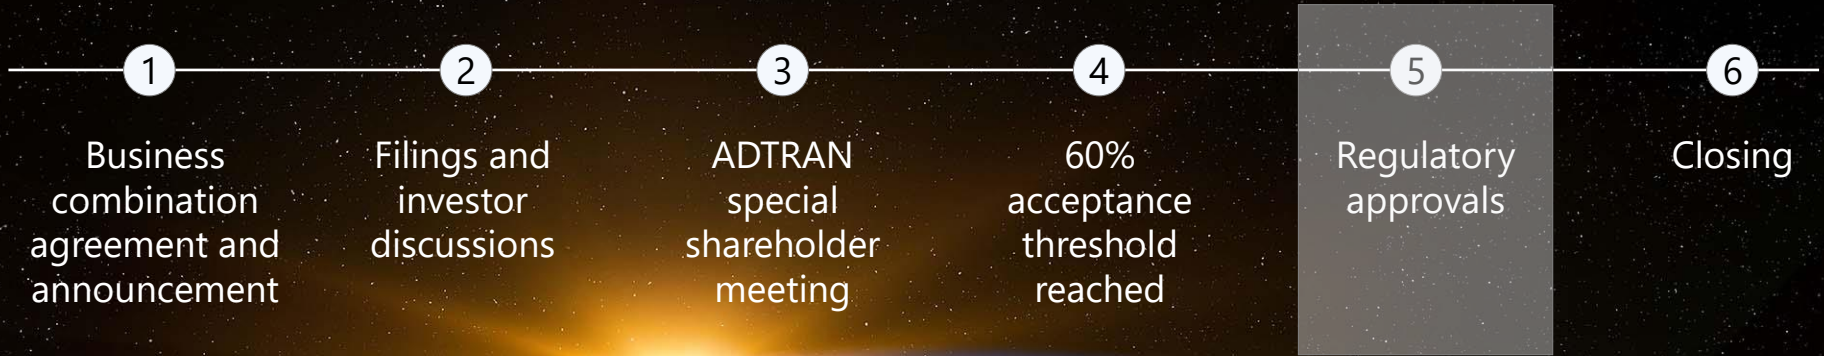 1
Business
combination
agreement and
announcement
2
Filings and
investor
discussions
3
ADTRAN
special
shareholder
meeting
4
60%
acceptance
threshold
reached
5
Regulatory
approvals
6
Closing